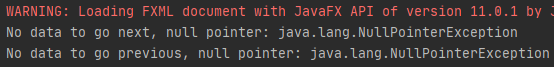 WARNING: Loading FXML document with JavaFX API of version 11.0.1 by
No data to go next, null pointer: java.lang.NullPointerException
No data to go previous, null pointer: java.lang.NullPointerException